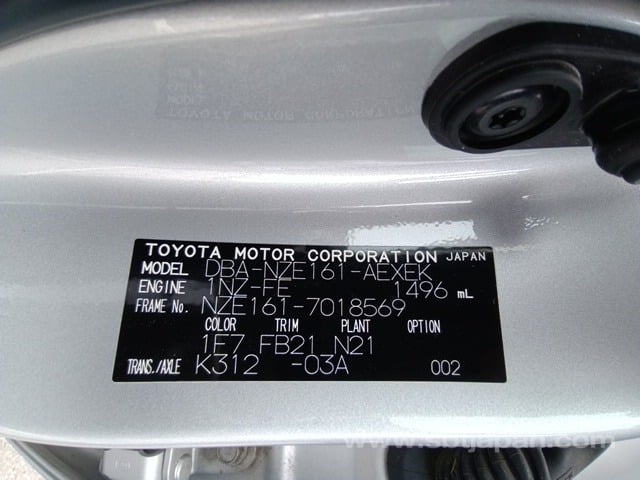 TOYOTA MOTOR CORPORATION JAPAN
MODEL DBA-NZE161-AEXEK
ENGINE 1NZ-FE 1496 mL
FRAME No. NZE161-7018569
COLOR TRIM PLANT OPTION
1F7 FB21 N21
TRANS./AXLE K312 -03A 002
www.sbtjapan.com